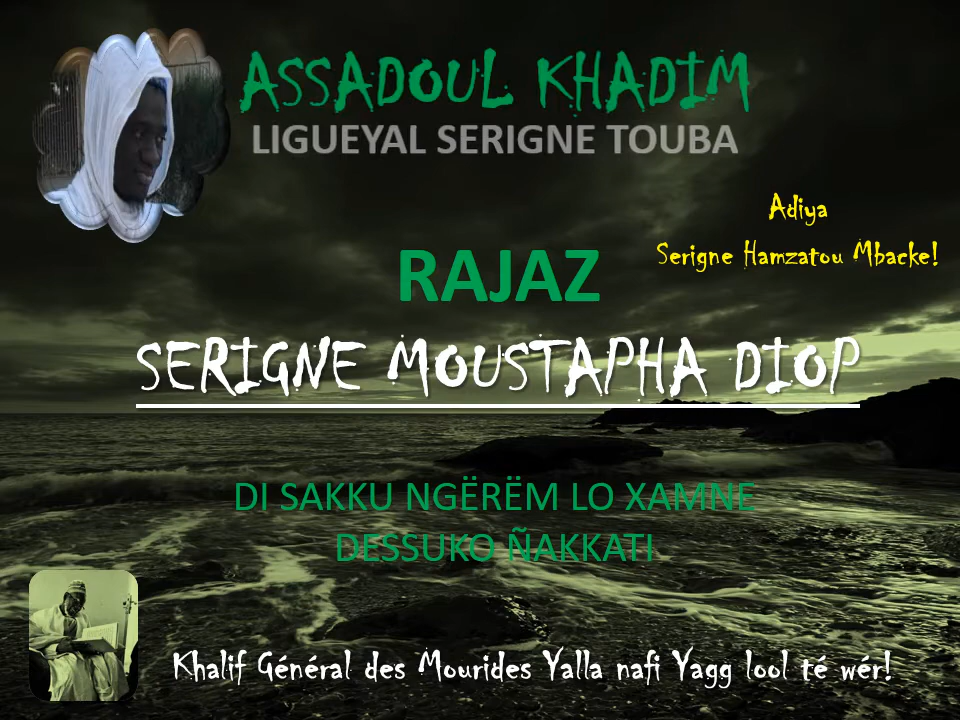 ASSADOUL KHADIM
LIGUEYAL SERIGNE TOUBA
Adiya
Serigne Hamzatou Mbacke!
RAJAZ
SERIGNE MOUSTAPHA DIOP
DI SAKKU NGËRËM LO XAMNE
DESSUKO ÑAKKATI
Khalif Général des Mourides Yalla nafi Yagg lool té wér!